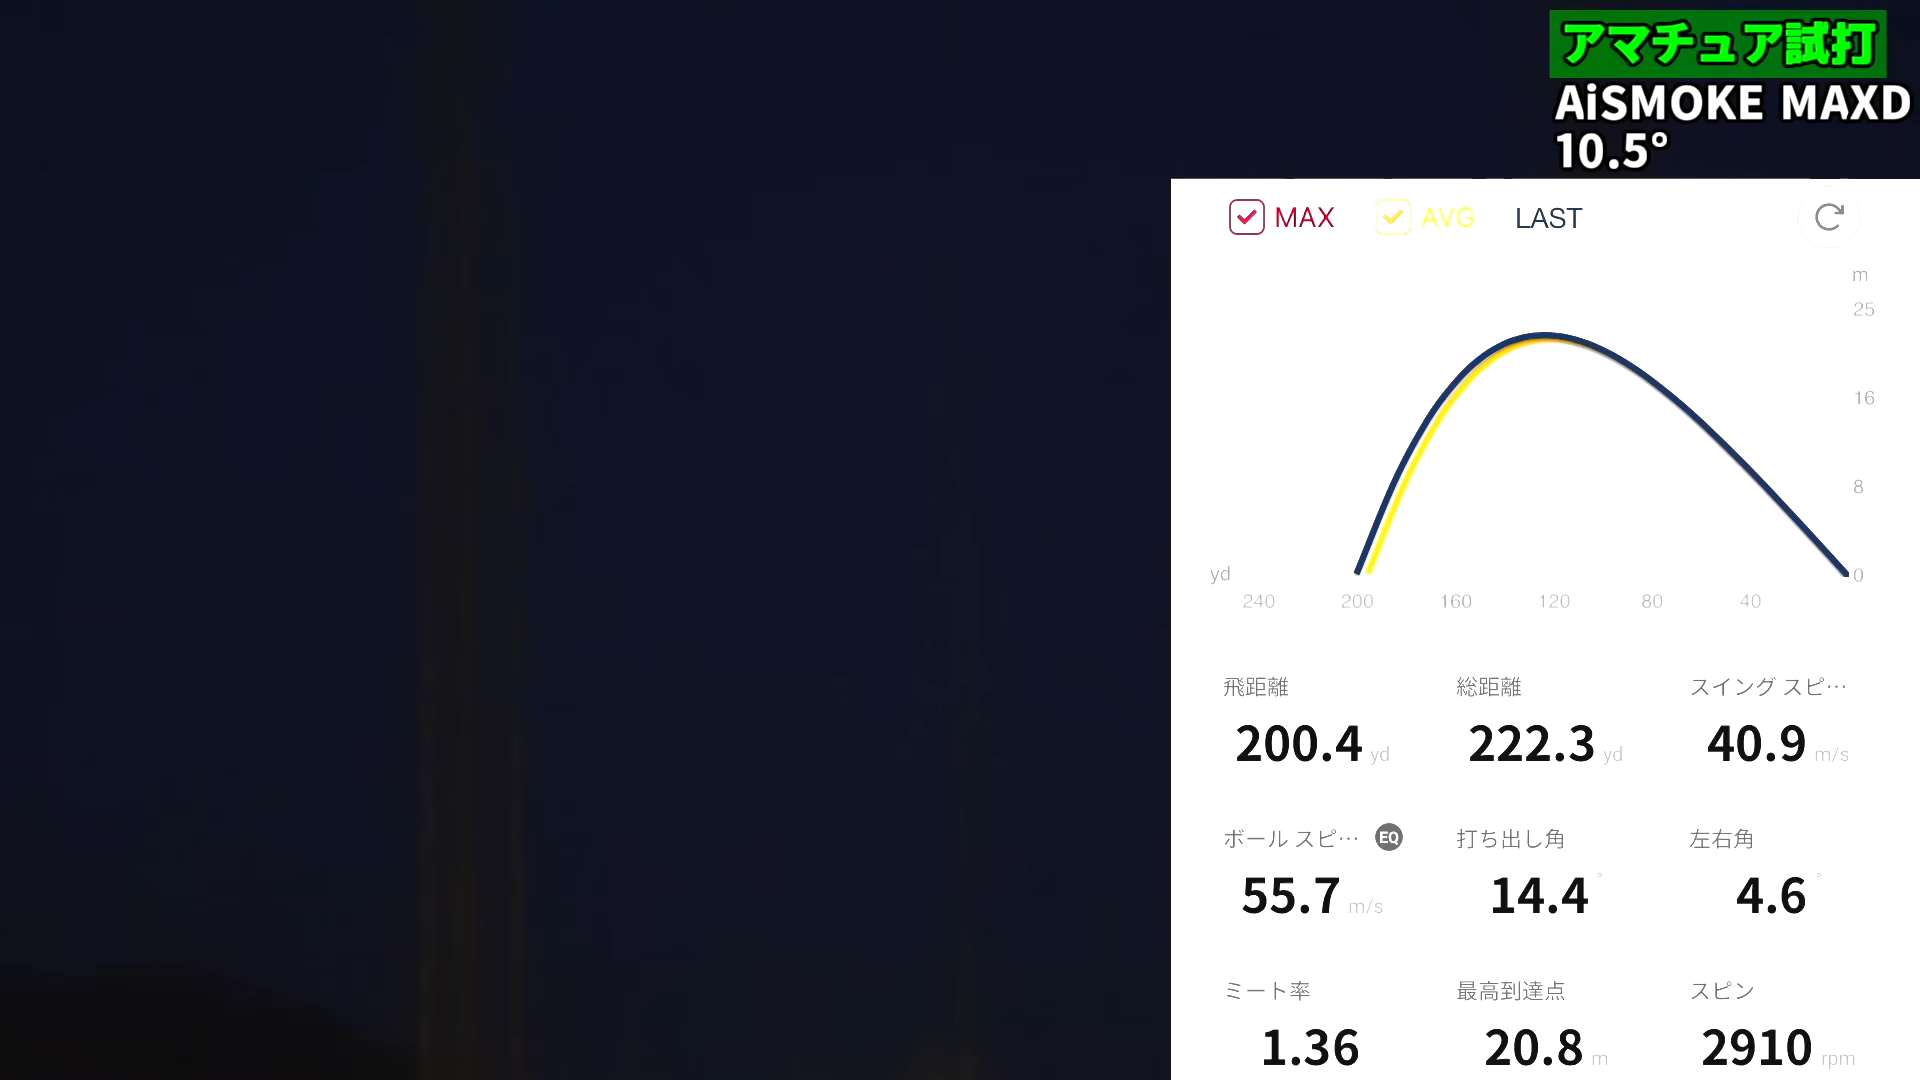 アマチュア試打
AiSMOKE MAXD
10.5°
MAX AVG LAST
m
25
16
8
0
yd
240 200 160 120 80 40
飛距離 総距離 スイング スピ…
200.4 yd 222.3 yd 40.9 m/s
ボール スピ… EQ 打ち出し角 左右角
55.7 m/s 14.4 ° 4.6 °
ミート率 最高到達点 スピン
1.36 20.8 m 2910 rpm